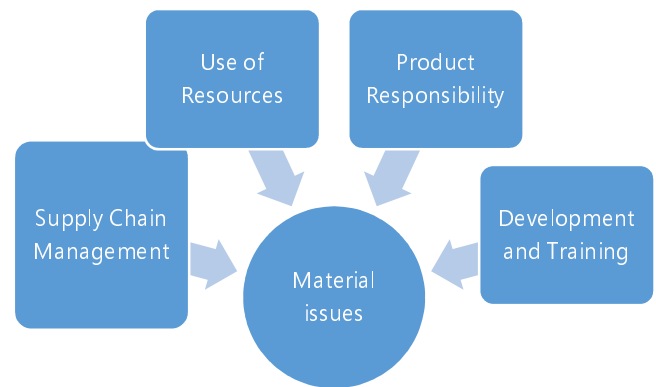 Use of
Resources
Product
Responsibility
Supply Chain
Management
Development
and Training
Material
issues